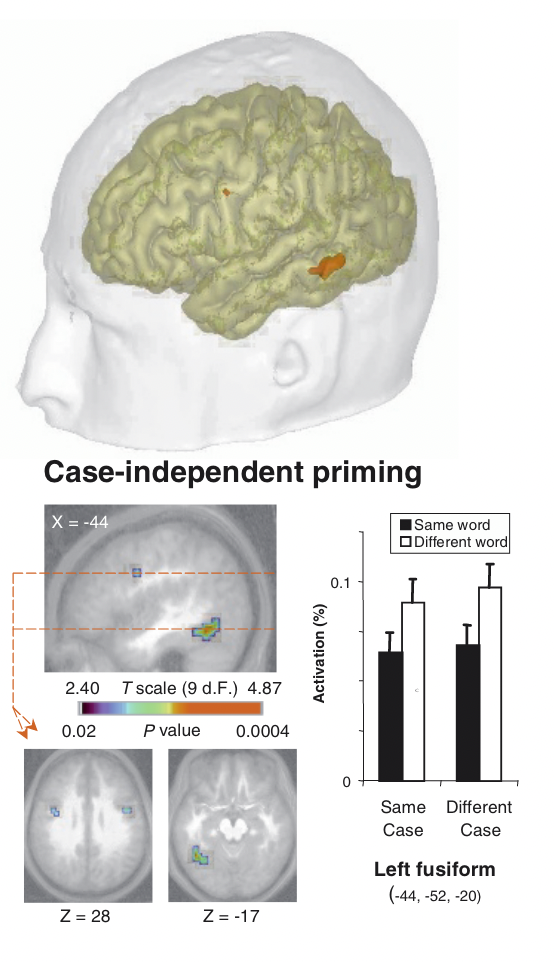 Case-independent priming
X = -44
2.40 T scale (9 d.F.) 4.87
0.02 P value 0.0004
Z = 28
Z = -17
Same word
Different word
Activation (%)
0.1
0
Same Case
Different Case
Left fusiform
(-44, -52, -20)